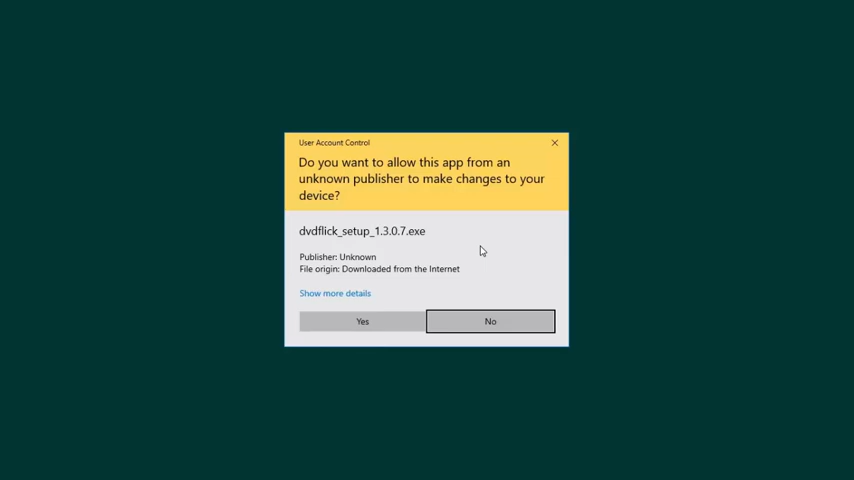 User Account Control
Do you want to allow this app from an
unknown publisher to make changes to your
device?
dvdflick_setup_1.3.0.7.exe
Publisher: Unknown
File origin: Downloaded from the Internet
Show more details
Yes
No